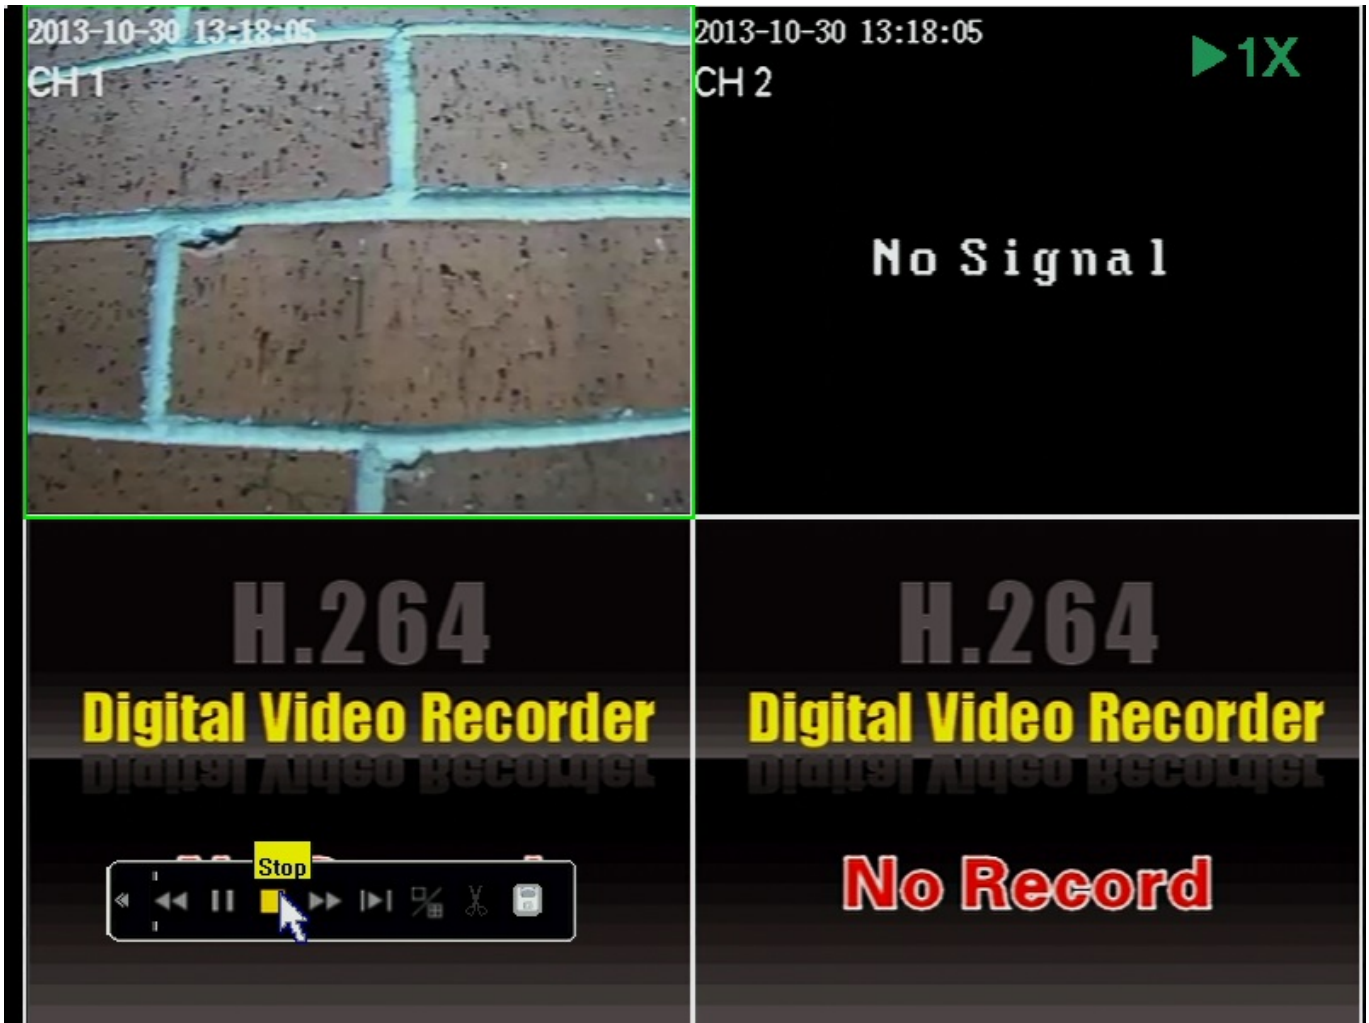 2013-10-30 13:18:05
CH 1
2013-10-30 13:18:05
1X
CH 2
No Signal
H.264
Digital Video Recorder
Stop
H.264
Digital Video Recorder
No Record